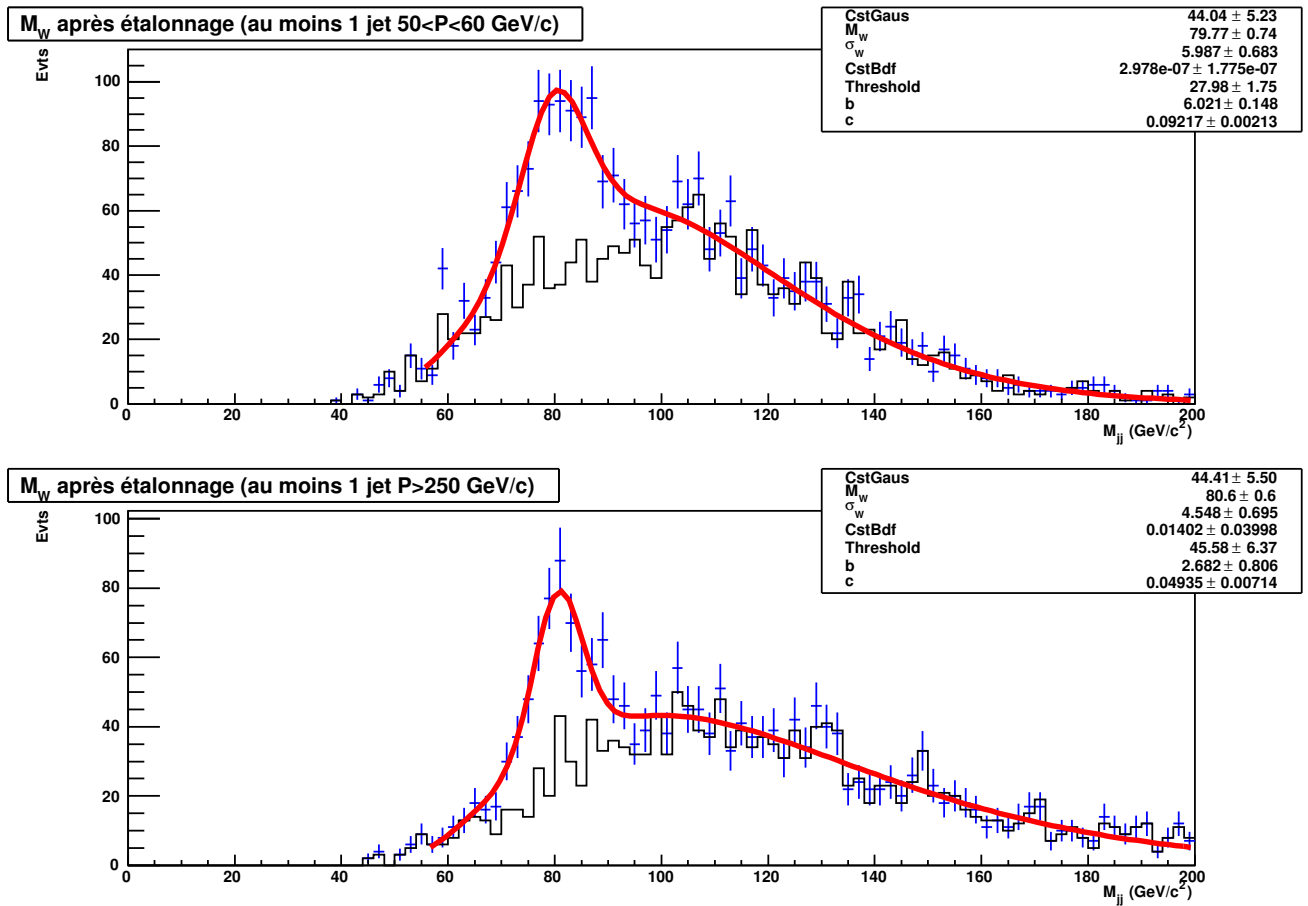 M_W après étalonnage (au moins 1 jet 50<P<60 GeV/c)
CstGaus 44.04 ± 5.23
M_W 79.77 ± 0.74
σ_W 5.987 ± 0.683
CstBdf 2.978e-07 ± 1.775e-07
Threshold 27.98 ± 1.75
b 6.021 ± 0.148
c 0.09217 ± 0.00213
Evts
100
80
60
40
20
0
0 20 40 60 80 100 120 140 160 180 200
M_jj (GeV/c²)
M_W après étalonnage (au moins 1 jet P>250 GeV/c)
CstGaus 44.41 ± 5.50
M_W 80.6 ± 0.6
σ_W 4.548 ± 0.695
CstBdf 0.01402 ± 0.03998
Threshold 45.58 ± 6.37
b 2.682 ± 0.806
c 0.04935 ± 0.00714
Evts
100
80
60
40
20
0
0 20 40 60 80 100 120 140 160 180 200
M_jj (GeV/c²)